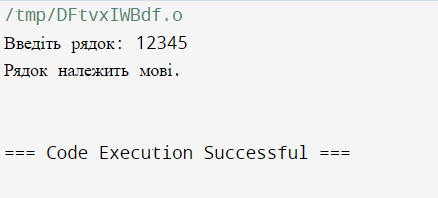 /tmp/DFtvxIWBdf.o
Введіть рядок: 12345
Рядок належить мові.
=== Code Execution Successful ===